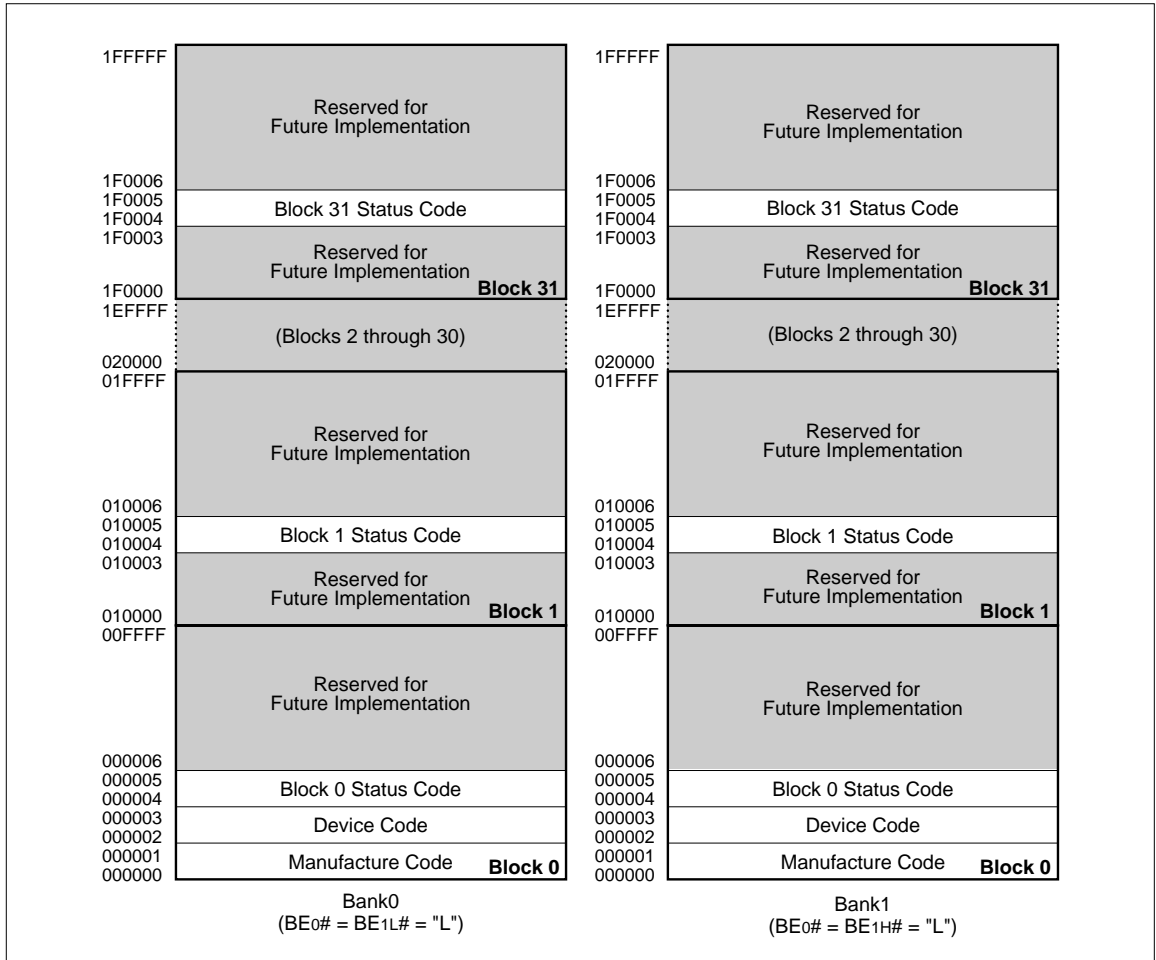 1FFFFF
Reserved for
Future Implementation
1F0006
1F0005
Block 31 Status Code
1F0004
1F0003
Reserved for
Future Implementation
Block 31
1F0000
1EFFFF
(Blocks 2 through 30)
020000
01FFFF
Reserved for
Future Implementation
010006
010005
Block 1 Status Code
010004
010003
Reserved for
Future Implementation
Block 1
010000
00FFFF
Reserved for
Future Implementation
000006
000005
Block 0 Status Code
000004
000003
Device Code
000002
000001
Manufacture Code
Block 0
000000
Bank0
(BE0# = BE1L# = "L")
1FFFFF
Reserved for
Future Implementation
1F0006
1F0005
Block 31 Status Code
1F0004
1F0003
Reserved for
Future Implementation
Block 31
1F0000
1EFFFF
(Blocks 2 through 30)
020000
01FFFF
Reserved for
Future Implementation
010006
010005
Block 1 Status Code
010004
010003
Reserved for
Future Implementation
Block 1
010000
00FFFF
Reserved for
Future Implementation
000006
000005
Block 0 Status Code
000004
000003
Device Code
000002
000001
Manufacture Code
Block 0
000000
Bank1
(BE0# = BE1H# = "L")